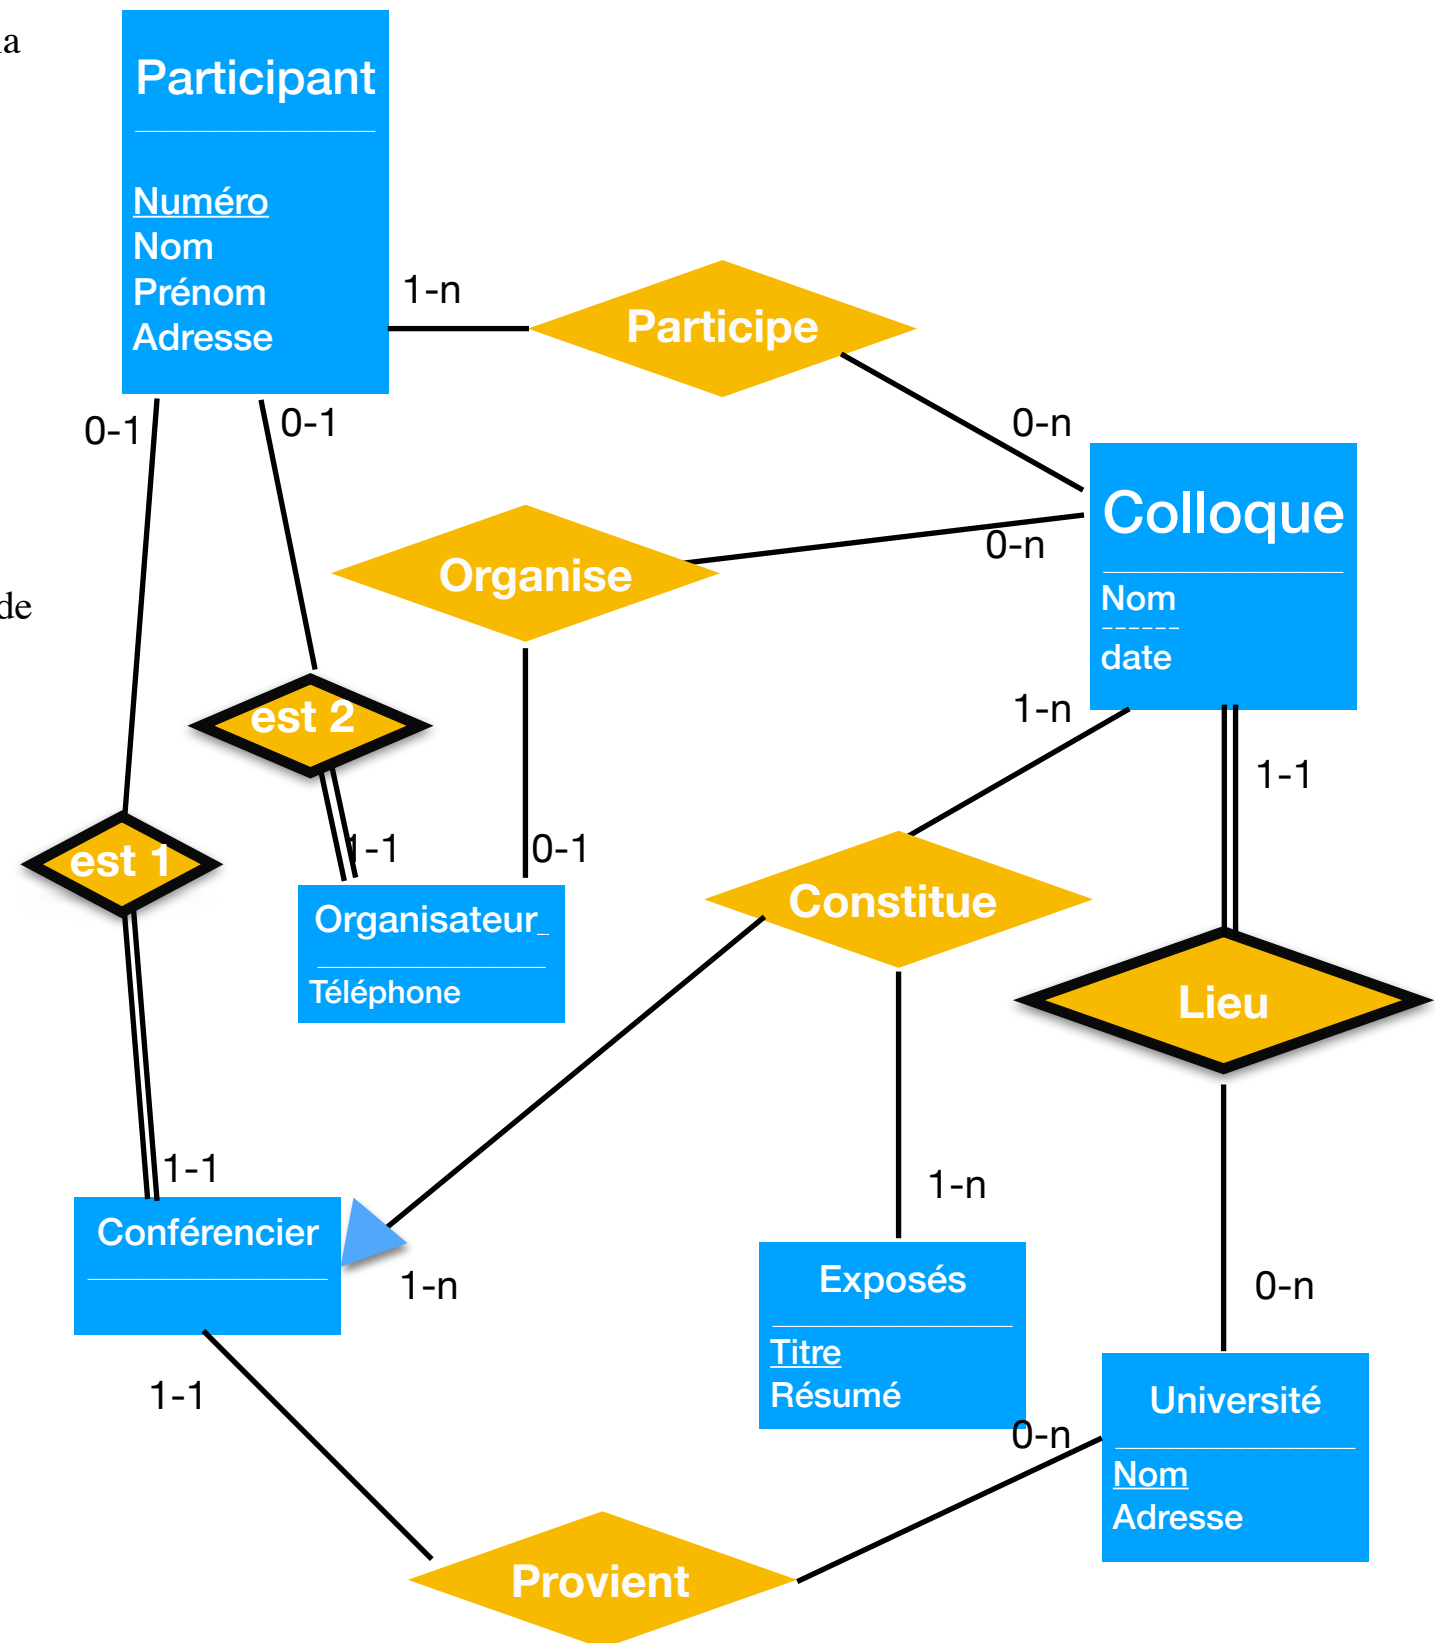 la
Participant
Numéro
Nom
Prénom
Adresse
1-n
Participe
0-1
0-1
0-n
Colloque
Nom
date
Organise
0-n
de
est 2
1-n
1-1
1-1
0-1
est 1
Organisateur_
Téléphone
Constitue
Lieu
1-1
1-n
Conférencier
1-n
Exposés
Titre
Résumé
0-n
1-1
0-n
Université
Nom
Adresse
Provient